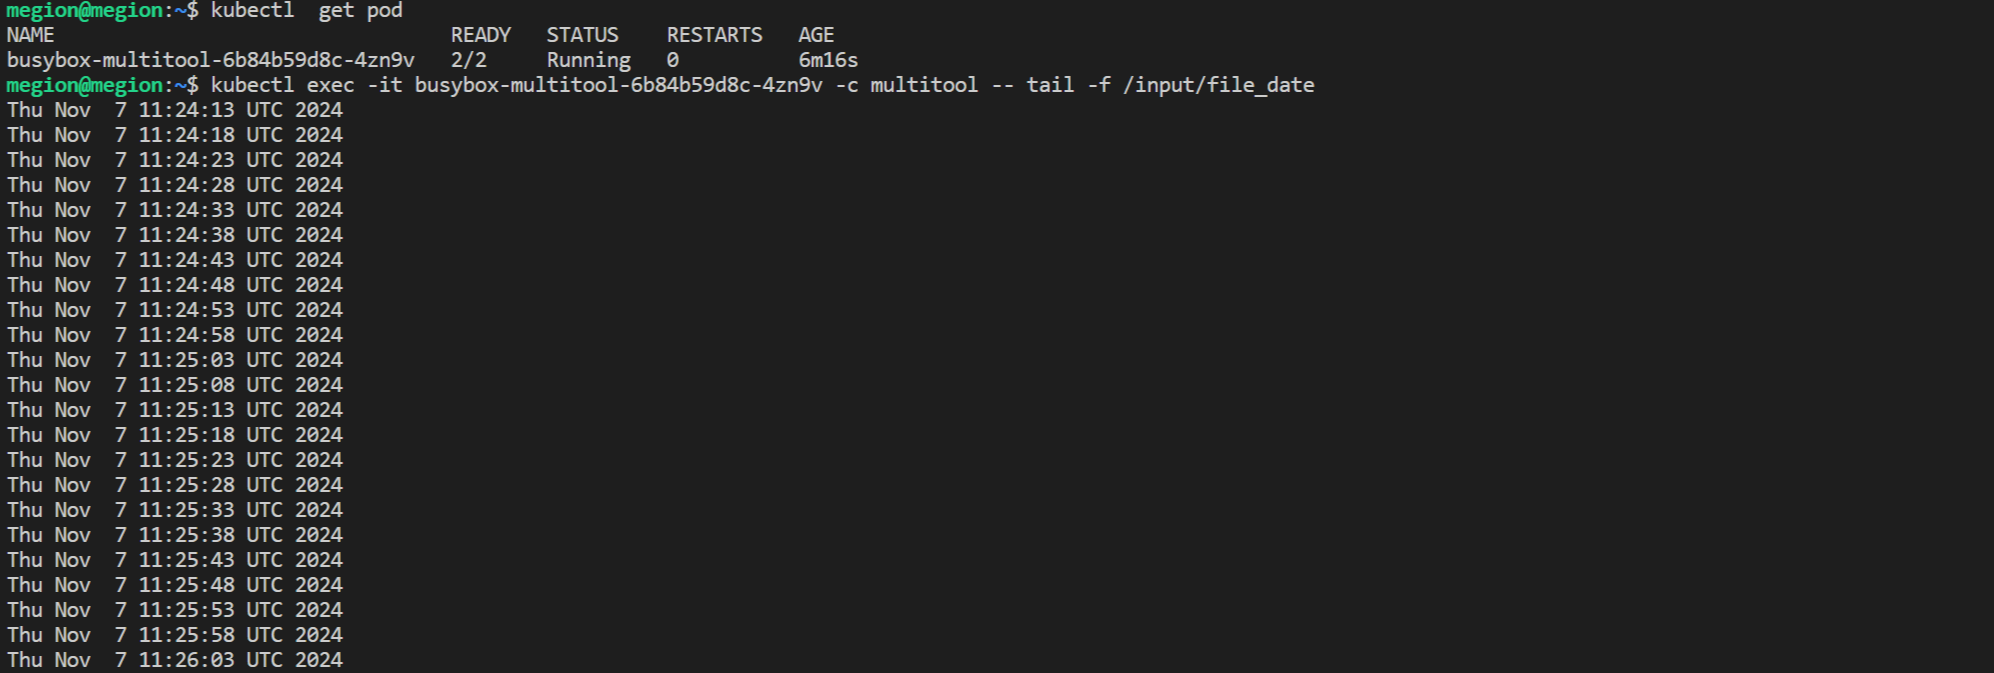 megion@megion:~$ kubectl  get pod
NAME                                 READY   STATUS    RESTARTS   AGE
busybox-multitool-6b84b59d8c-4zn9v   2/2     Running   0          6m16s
megion@megion:~$ kubectl exec -it busybox-multitool-6b84b59d8c-4zn9v -c multitool -- tail -f /input/file_date
Thu Nov  7 11:24:13 UTC 2024
Thu Nov  7 11:24:18 UTC 2024
Thu Nov  7 11:24:23 UTC 2024
Thu Nov  7 11:24:28 UTC 2024
Thu Nov  7 11:24:33 UTC 2024
Thu Nov  7 11:24:38 UTC 2024
Thu Nov  7 11:24:43 UTC 2024
Thu Nov  7 11:24:48 UTC 2024
Thu Nov  7 11:24:53 UTC 2024
Thu Nov  7 11:24:58 UTC 2024
Thu Nov  7 11:25:03 UTC 2024
Thu Nov  7 11:25:08 UTC 2024
Thu Nov  7 11:25:13 UTC 2024
Thu Nov  7 11:25:18 UTC 2024
Thu Nov  7 11:25:23 UTC 2024
Thu Nov  7 11:25:28 UTC 2024
Thu Nov  7 11:25:33 UTC 2024
Thu Nov  7 11:25:38 UTC 2024
Thu Nov  7 11:25:43 UTC 2024
Thu Nov  7 11:25:48 UTC 2024
Thu Nov  7 11:25:53 UTC 2024
Thu Nov  7 11:25:58 UTC 2024
Thu Nov  7 11:26:03 UTC 2024